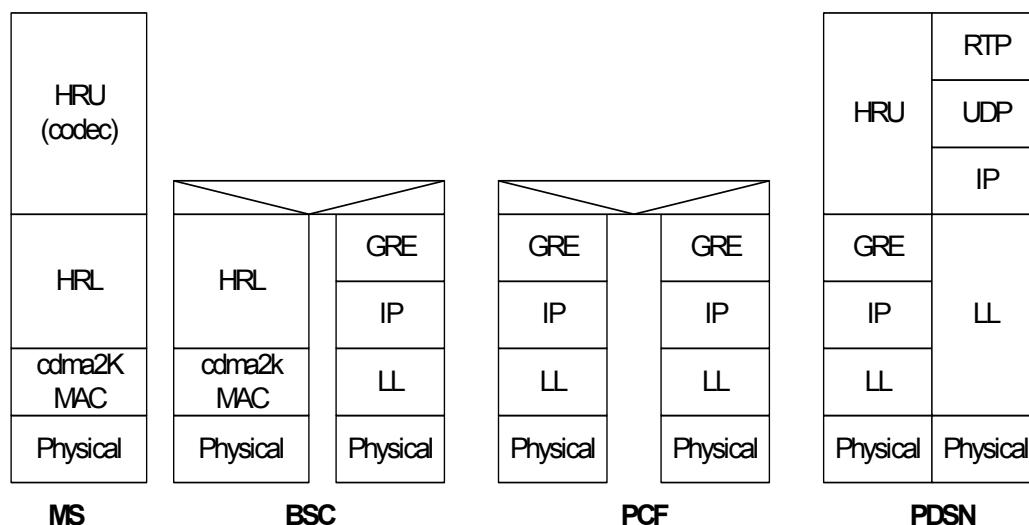 HRU
(codec)
HRL
cdma2K
MAC
Physical
MS
HRL
cdma2k
MAC
Physical
GRE
IP
LL
Physical
BSC
GRE
IP
LL
Physical
GRE
IP
LL
Physical
PCF
HRU
GRE
IP
LL
Physical
RTP
UDP
IP
LL
Physical
PDSN